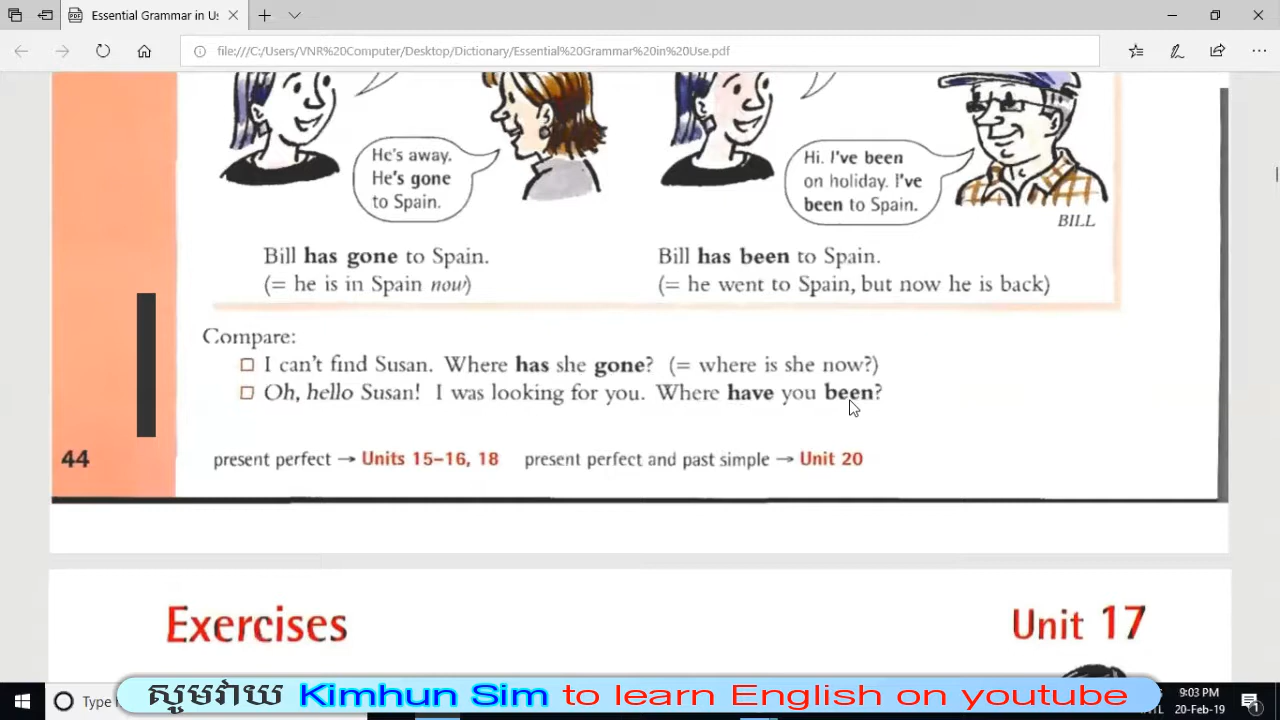 Essential Grammar in Us
file:///C:/Users/VNR%20Computer/Desktop/Dictionary/Essential%20Grammar%20in%20Use.pdf
He's away.
He's gone
to Spain.
Hi. I've been
on holiday. I've
been to Spain.
BILL
Bill has gone to Spain.
(= he is in Spain now)
Bill has been to Spain.
(= he went to Spain, but now he is back)
Compare:
I can't find Susan. Where has she gone? (= where is she now?)
Oh, hello Susan! I was looking for you. Where have you been?
44
present perfect → Units 15–16, 18 present perfect and past simple → Unit 20
Exercises
Unit 17
Type
សូមវាយ Kimhun Sim to learn English on youtube
9:03 PM
20-Feb-19